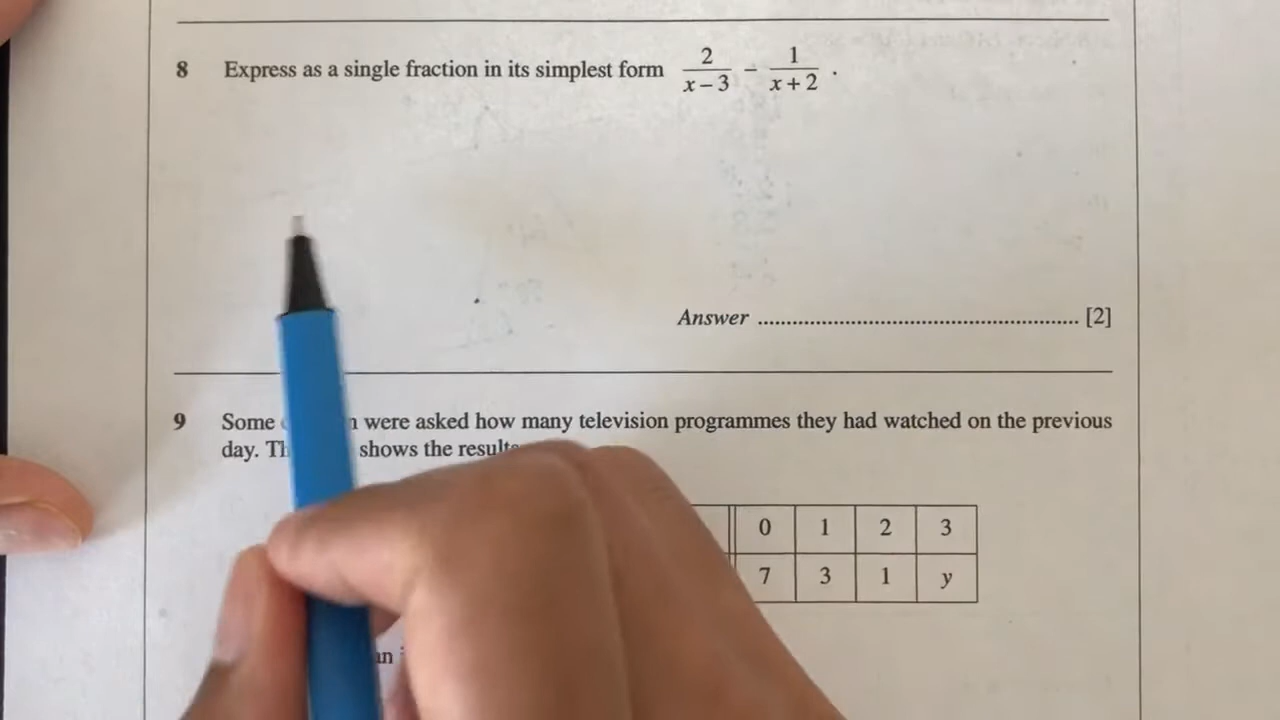 8 Express as a single fraction in its simplest form 2/(x − 3) − 1/(x + 2) .
Answer ........................................................ [2]
9 Some were asked how many television programmes they had watched on the previous
day. shows the results
0 1 2 3
7 3 1 y